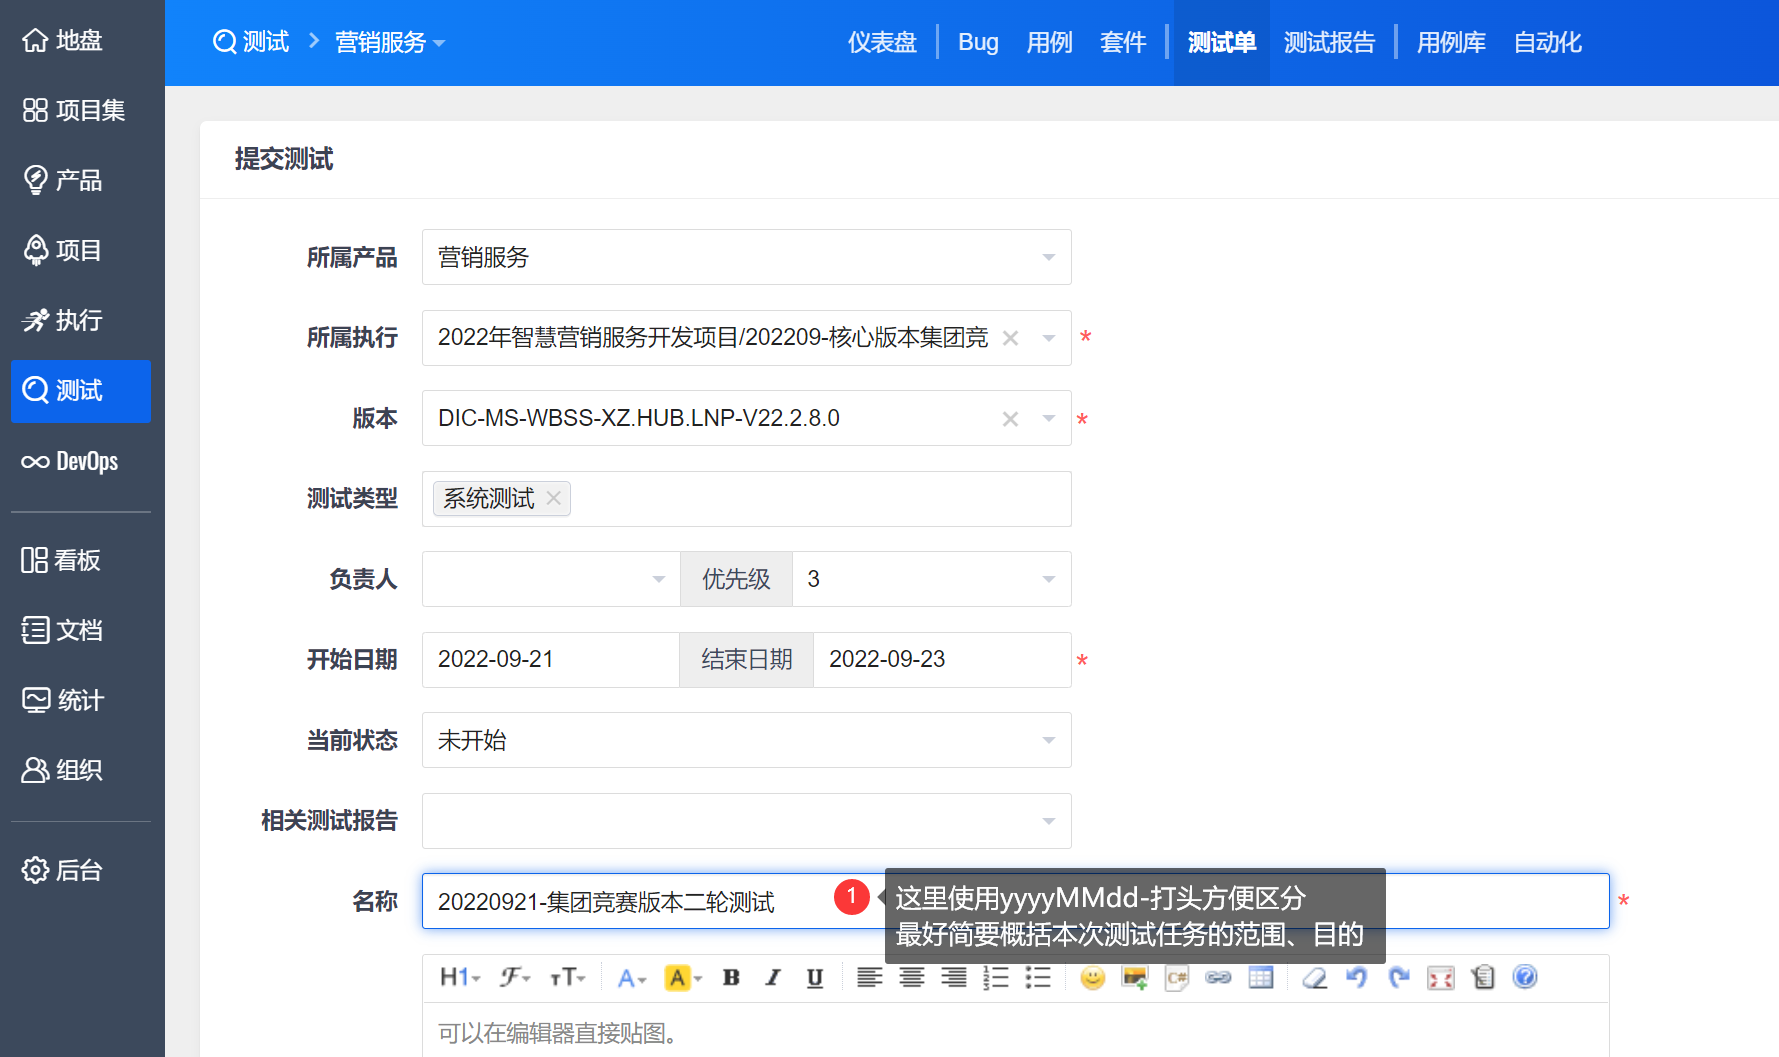 地盘
项目集
产品
项目
执行
测试
DevOps
看板
文档
统计
组织
后台
测试 > 营销服务
仪表盘 Bug 用例 套件 测试单 测试报告 用例库 自动化
提交测试
所属产品 营销服务
所属执行 2022年智慧营销服务开发项目/202209-核心版本集团竞 *
版本 DIC-MS-WBSS-XZ.HUB.LNP-V22.2.8.0 *
测试类型 系统测试
负责人 优先级 3
开始日期 2022-09-21 结束日期 2022-09-23 *
当前状态 未开始
相关测试报告
名称 20220921-集团竞赛版本二轮测试 *
1
这里使用yyyyMMdd-打头方便区分
最好简要概括本次测试任务的范围、目的
H1 F TT A A B I U C#
可以在编辑器直接贴图。